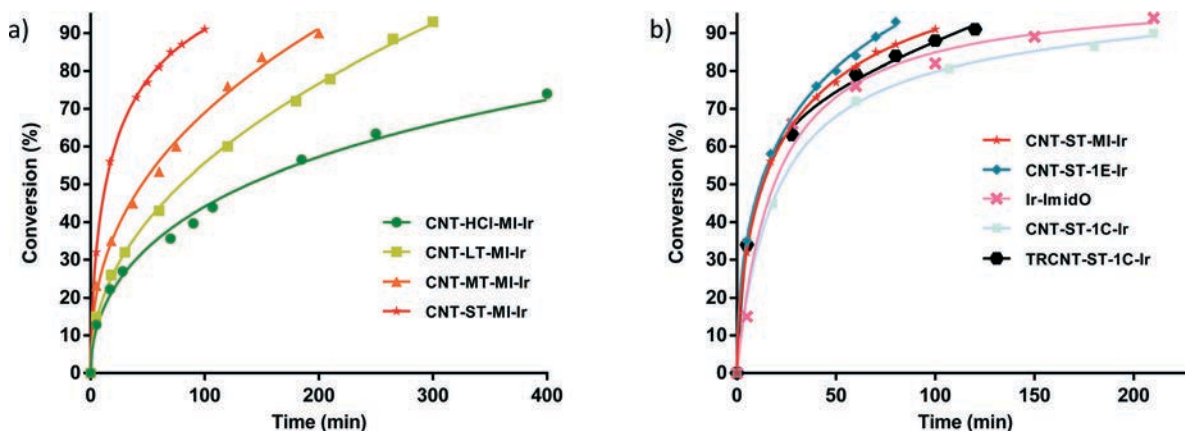 a)
Conversion (%)
90
80
70
60
50
40
30
20
10
0
0 100 200 300 400
Time (min)
CNT-HCl-MI-Ir
CNT-LT-MI-Ir
CNT-MT-MI-Ir
CNT-ST-MI-Ir
b)
Conversion (%)
90
80
70
60
50
40
30
20
10
0
0 50 100 150 200
Time (min)
CNT-ST-MI-Ir
CNT-ST-1E-Ir
Ir-ImidO
CNT-ST-1C-Ir
TRCNT-ST-1C-Ir